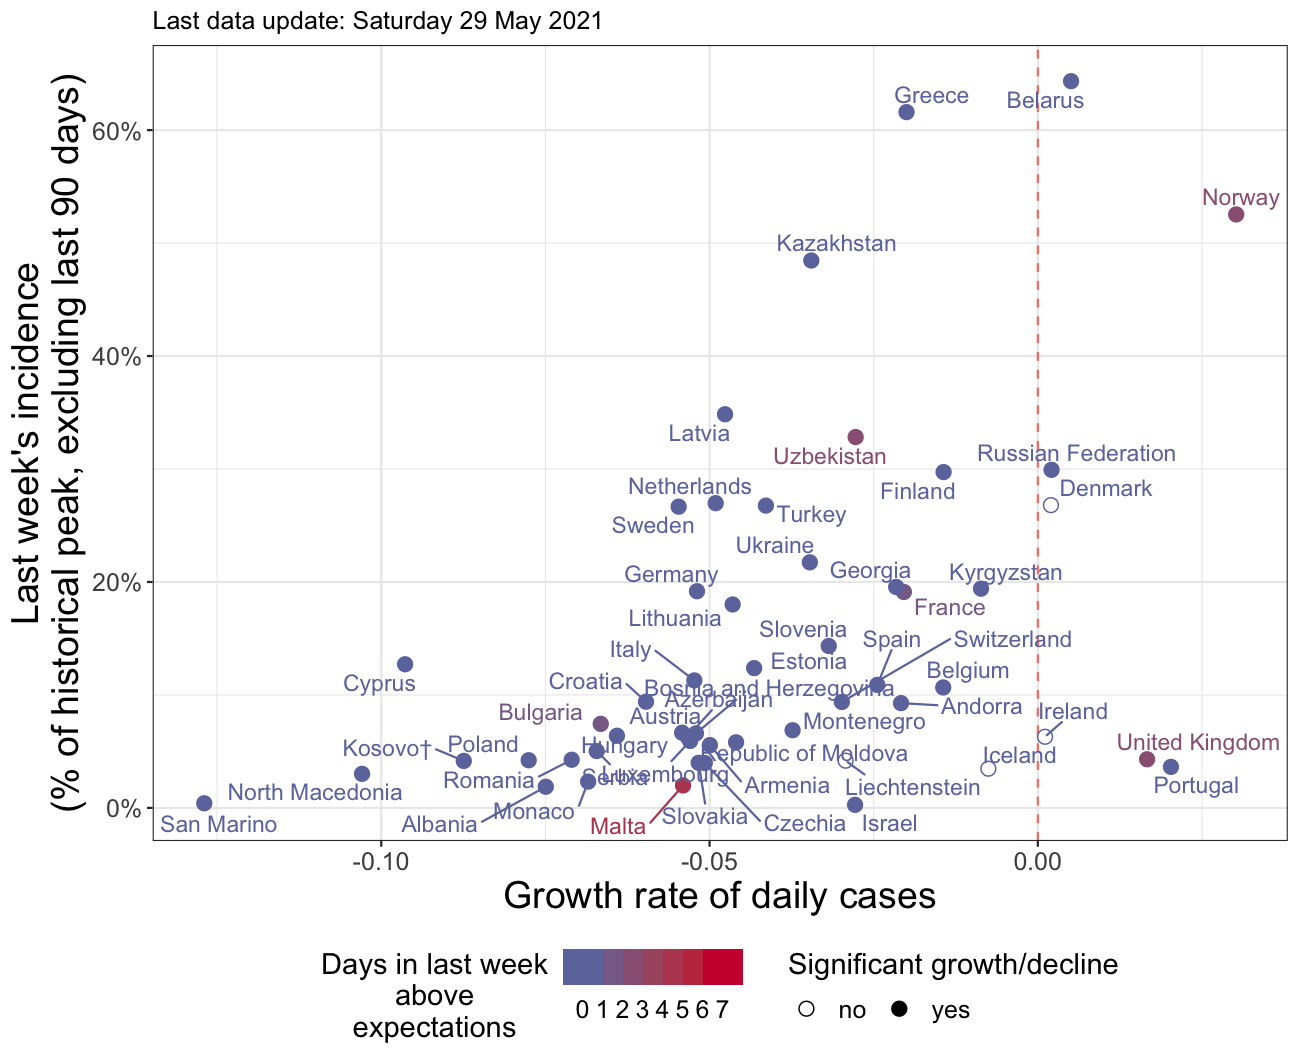 Last data update: Saturday 29 May 2021
Last week's incidence
(% of historical peak, excluding last 90 days)
60%
40%
20%
0%
Greece
Belarus
Norway
Kazakhstan
Latvia
Uzbekistan
Russian Federation
Finland
Denmark
Netherlands
Sweden
Turkey
Ukraine
Germany
Georgia
Kyrgyzstan
France
Lithuania
Slovenia
Spain
Switzerland
Italy
Estonia
Belgium
Cyprus
Croatia
Bosnia and Herzegovina
Azerbaijan
Andorra
Bulgaria
Austria
Montenegro
Ireland
Kosovo†
Poland
Hungary
Republic of Moldova
Iceland
United Kingdom
Romania
Serbia
Luxembourg
Armenia
Liechtenstein
Portugal
North Macedonia
Monaco
San Marino
Albania
Malta
Slovakia
Czechia
Israel
-0.10
-0.05
0.00
Growth rate of daily cases
Days in last week
above
expectations
0 1 2 3 4 5 6 7
Significant growth/decline
no
yes